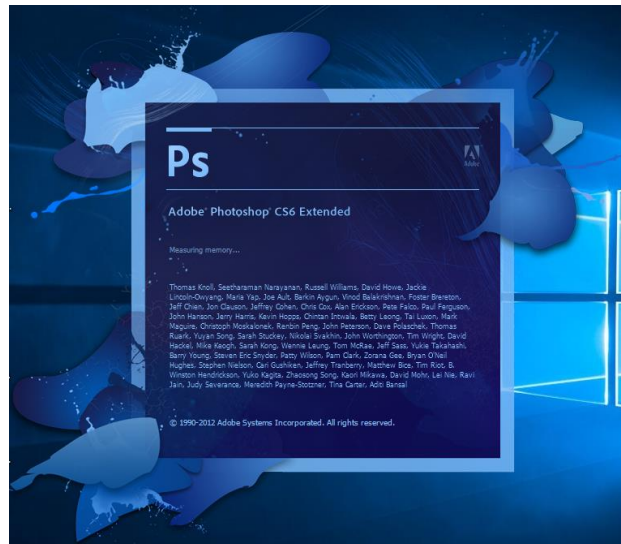 Ps
Adobe
Adobe® Photoshop® CS6 Extended
Measuring memory...
Thomas Knoll, Seetharaman Narayanan, Russell Williams, David Howe, Jackie
Lincoln-Owyang, Maria Yap, Joe Ault, Berkin Aygun, Vinod Balakrishnan, Foster Brereton,
Jeff Chien, Jon Clauson, Jeffrey Cohen, Chris Cox, Alan Erickson, Pete Falco, Paul Ferguson,
John Hanson, Jerry Harris, Kevin Hopps, Chintan Intwala, Betty Leong, Tai Luxon, Mark
Maguire, Christoph Moskalonek, Renbin Peng, John Peterson, Dave Polaschek, Thomas
Ruark, Yuyan Song, Sarah Stuckey, Nikolai Svakhin, John Worthington, Tim Wright, David
Hackel, Mike Keogh, Sarah Kong, Wennie Leung, Tom McRae, Jeff Sass, Yukie Takahashi,
Barry Young, Steven Eric Snyder, Patty Wilson, Pam Clark, Zorana Gee, Bryan O'Neil
Hughes, Stephen Nielson, Cari Gushiken, Jeffrey Tranberry, Matthew Bice, Tim Riot, B.
Winston Hendrickson, Yuko Kagita, Zhaosong Song, Kaori Mikawa, David Mohr, Lei Nie, Ravi
Jain, Judy Severance, Meredith Payne-Stotzner, Tina Carter, Aditi Bansal
© 1990-2012 Adobe Systems Incorporated. All rights reserved.